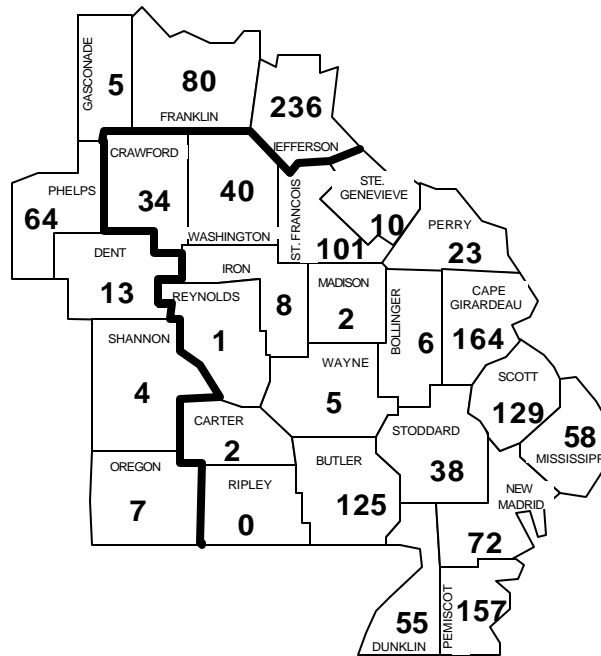 GASCONADE
5
80
FRANKLIN
236
JEFFERSON
CRAWFORD
34
40
WASHINGTON
ST. FRANCOIS
101
STE.
GENEVIEVE
10
PERRY
23
PHELPS
64
DENT
13
IRON
8
REYNOLDS
1
MADISON
2
BOLLINGER
6
CAPE
GIRARDEAU
164
SHANNON
4
WAYNE
5
SCOTT
129
58
MISSISSIPPI
CARTER
2
STODDARD
38
OREGON
7
RIPLEY
0
BUTLER
125
NEW
MADRID
72
55
DUNKLIN
PEMISCOT
157